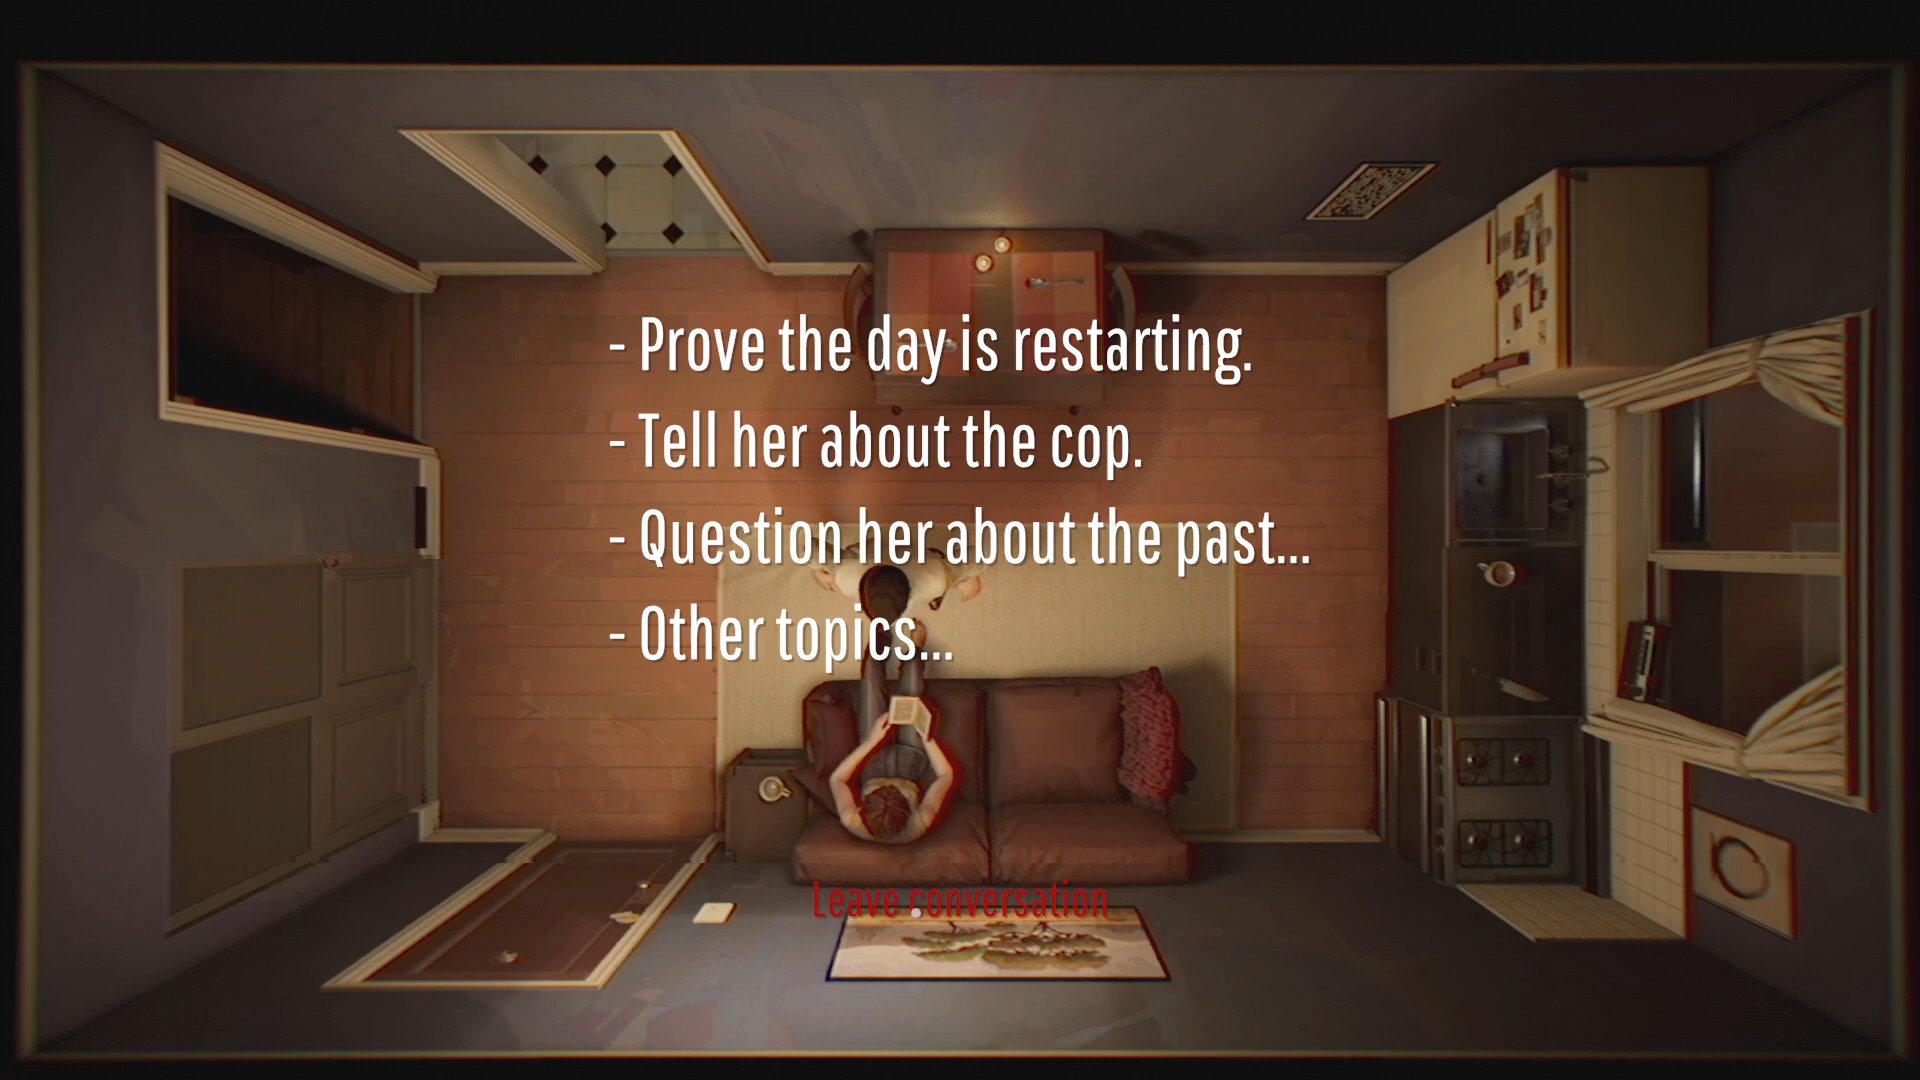 - Prove the day is restarting.
- Tell her about the cop.
- Question her about the past...
- Other topics...
Leave conversation